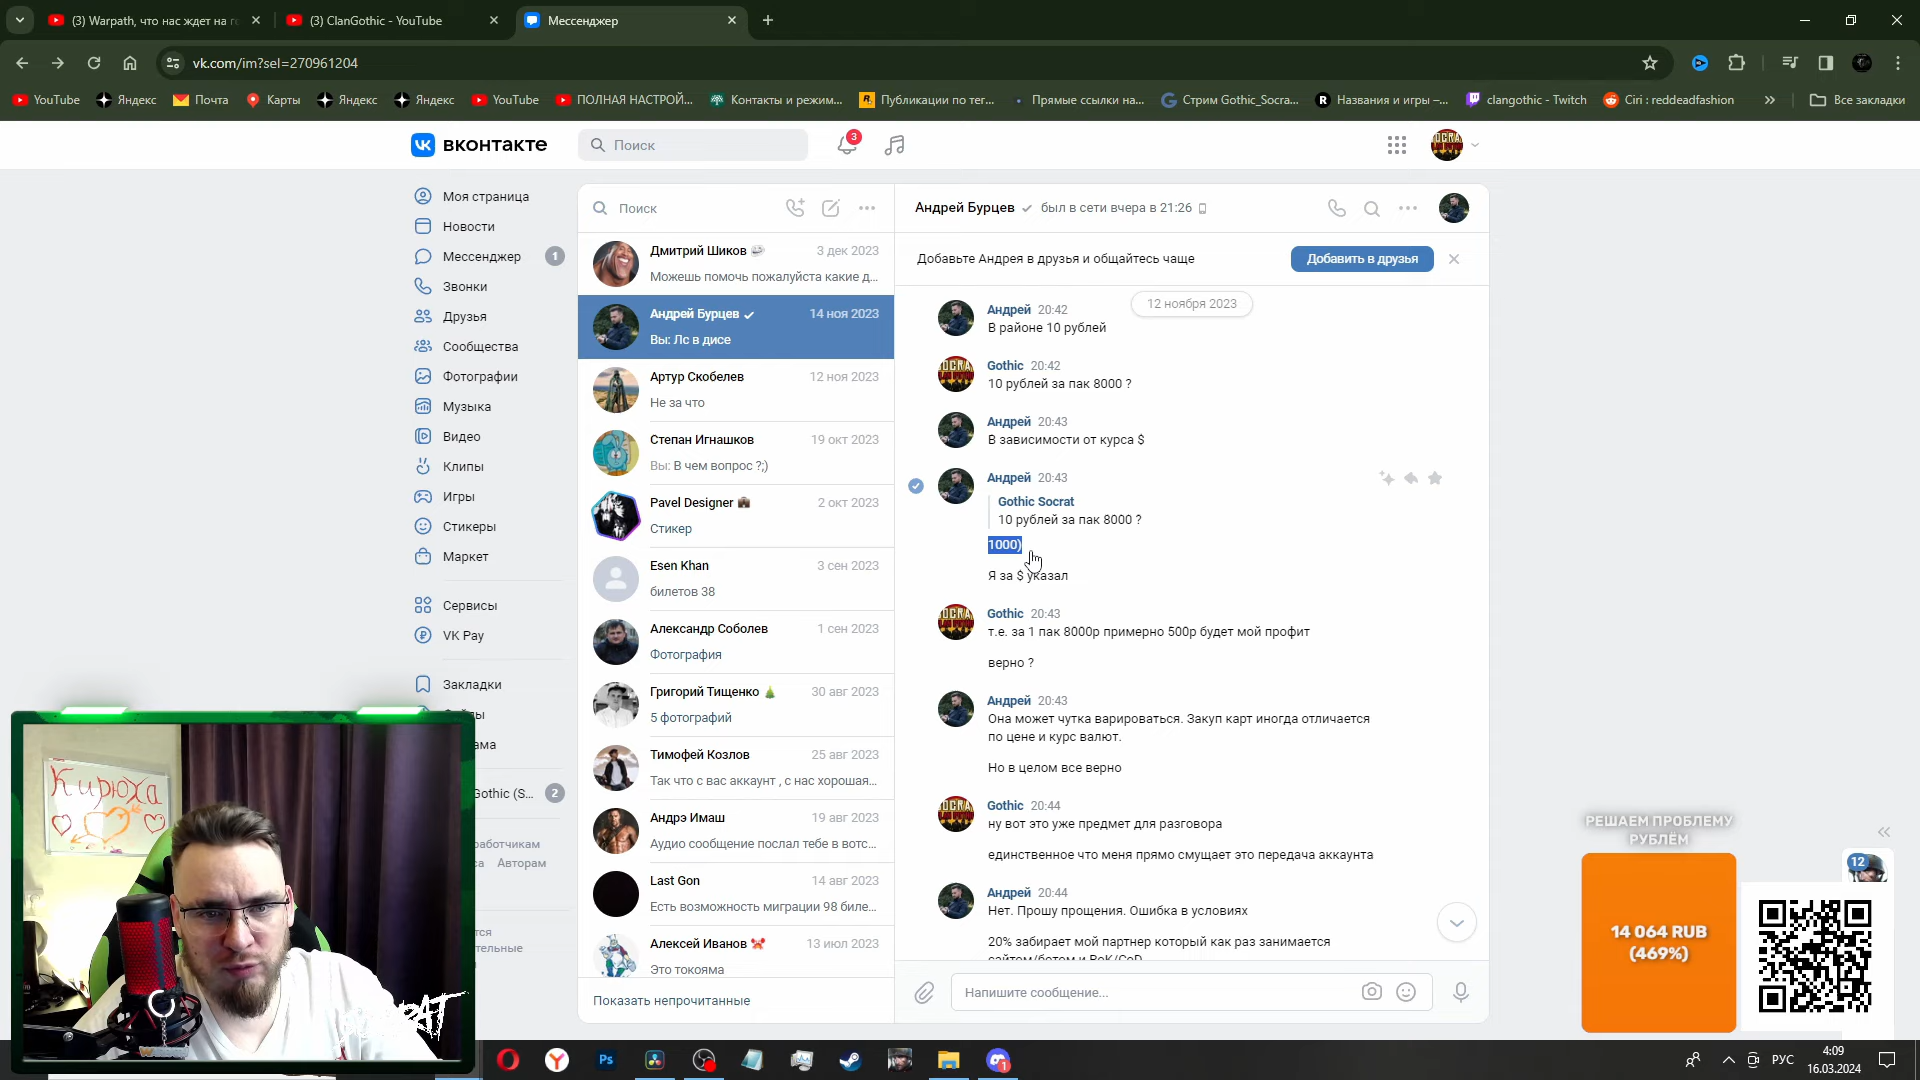 (3) Warpath, что нас ждет на г
(3) ClanGothic - YouTube
Мессенджер
vk.com/im?sel=270961204
YouTube
Яндекс
Почта
Карты
Яндекс
Яндекс
YouTube
ПОЛНАЯ НАСТРОЙ...
Контакты и режим...
Публикации по тег...
Прямые ссылки на...
Стрим Gothic_Socra...
Названия и игры –...
clangothic - Twitch
Ciri : reddeadfashion
Все закладки
вконтакте
Поиск
3
Моя страница
Новости
Мессенджер
1
Звонки
Друзья
Сообщества
Фотографии
Музыка
Видео
Клипы
Игры
Стикеры
Маркет
Сервисы
VK Pay
Закладки
Gothic (S...
2
Авторам
Поиск
Дмитрий Шиков
3 дек 2023
Можешь помочь пожалуйста какие д...
Андрей Бурцев
14 ноя 2023
Вы: Лс в дисе
Артур Скобелев
12 ноя 2023
Не за что
Степан Игнашков
19 окт 2023
Вы: В чем вопрос ?;)
Pavel Designer
2 окт 2023
Стикер
Esen Khan
3 сен 2023
билетов 38
Александр Соболев
1 сен 2023
Фотография
Григорий Тищенко
30 авг 2023
5 фотографий
Тимофей Козлов
25 авг 2023
Так что с вас аккаунт , с нас хорошая...
Андрэ Имаш
19 авг 2023
Аудио сообщение послал тебе в вотс...
Last Gon
14 авг 2023
Есть возможность миграции 98 биле...
Алексей Иванов
13 июл 2023
Это токояма
Показать непрочитанные
Андрей Бурцев
был в сети вчера в 21:26
Добавьте Андрея в друзья и общайтесь чаще
Добавить в друзья
12 ноября 2023
Андрей 20:42
В районе 10 рублей
Gothic 20:42
10 рублей за пак 8000 ?
Андрей 20:43
В зависимости от курса $
Андрей 20:43
Gothic Socrat
10 рублей за пак 8000 ?
1000)
Я за $ указал
Gothic 20:43
т.е. за 1 пак 8000р примерно 500р будет мой профит
верно ?
Андрей 20:43
Она может чутка варироваться. Закуп карт иногда отличается
по цене и курс валют.
Но в целом все верно
Gothic 20:44
ну вот это уже предмет для разговора
единственное что меня прямо смущает это передача аккаунта
Андрей 20:44
Нет. Прошу прощения. Ошибка в условиях
20% забирает мой партнер который как раз занимается
сайтом/ботом и RoK/CoD
Напишите сообщение...
РЕШАЕМ ПРОБЛЕМУ
РУБЛЁМ
14 064 RUB
(469%)
12
Кирюха
РУС
4:09
16.03.2024